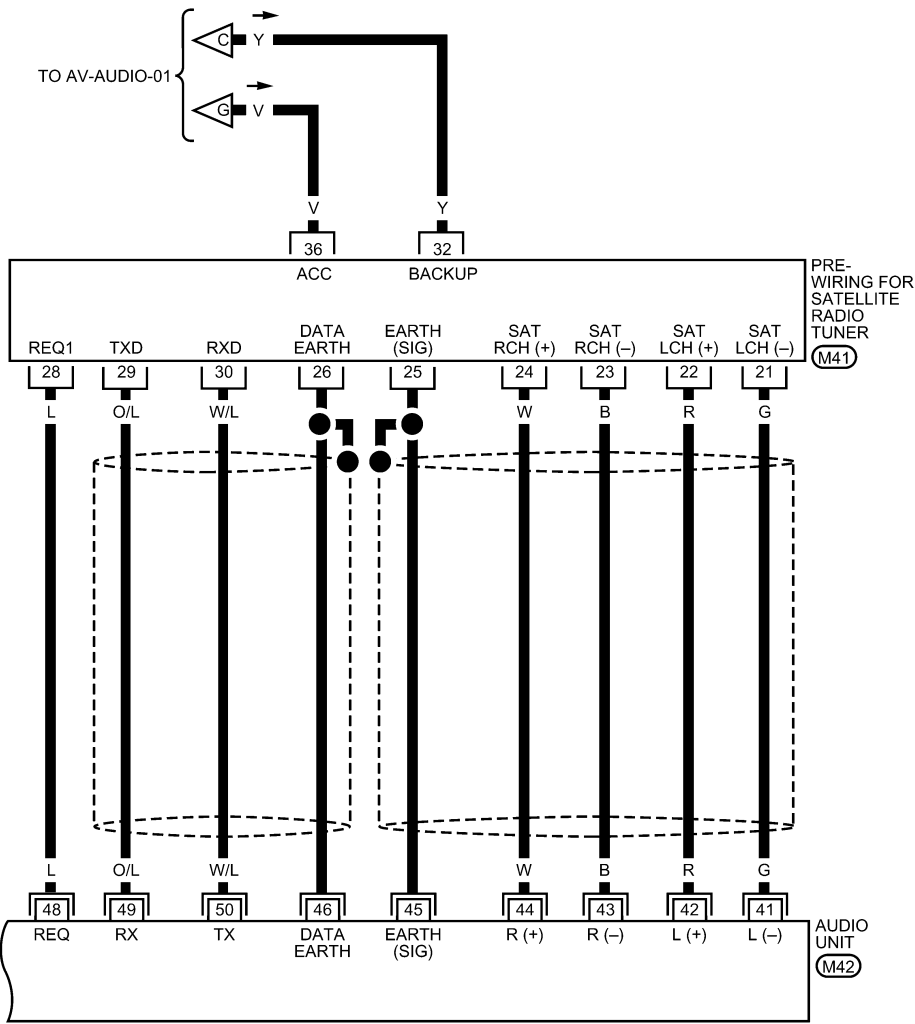 C Y
TO AV-AUDIO-01
G V
V Y
36 32
ACC BACKUP
PRE-
WIRING FOR
SATELLITE
RADIO
TUNER
M41
REQ1 TXD RXD DATA EARTH EARTH (SIG) SAT RCH (+) SAT RCH (–) SAT LCH (+) SAT LCH (–)
28 29 30 26 25 24 23 22 21
L O/L W/L W B R G
L O/L W/L W B R G
48 49 50 46 45 44 43 42 41
REQ RX TX DATA EARTH EARTH (SIG) R (+) R (–) L (+) L (–)
AUDIO
UNIT
M42